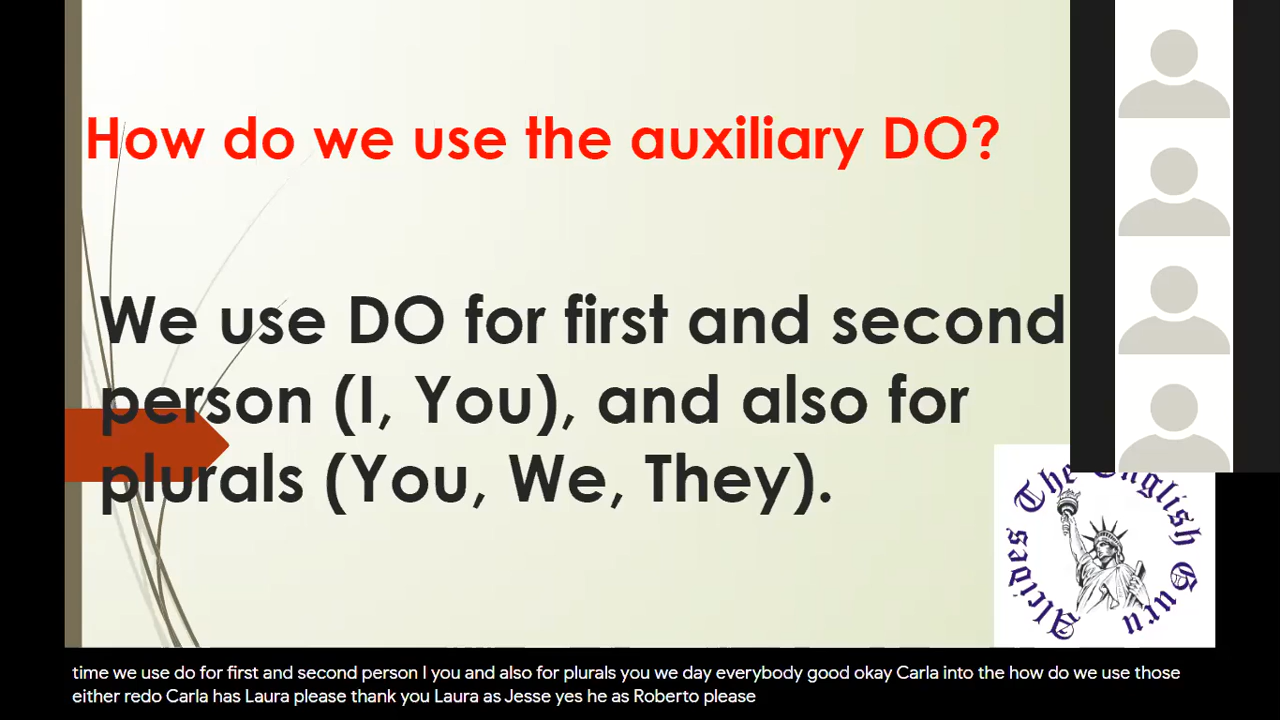 How do we use the auxiliary DO?
We use DO for first and second
person (I, You), and also for
plurals (You, We, They).
Alcides The English Guru
time we use do for first and second person I you and also for plurals you we day everybody good okay Carla into the how do we use those
either redo Carla has Laura please thank you Laura as Jesse yes he as Roberto please